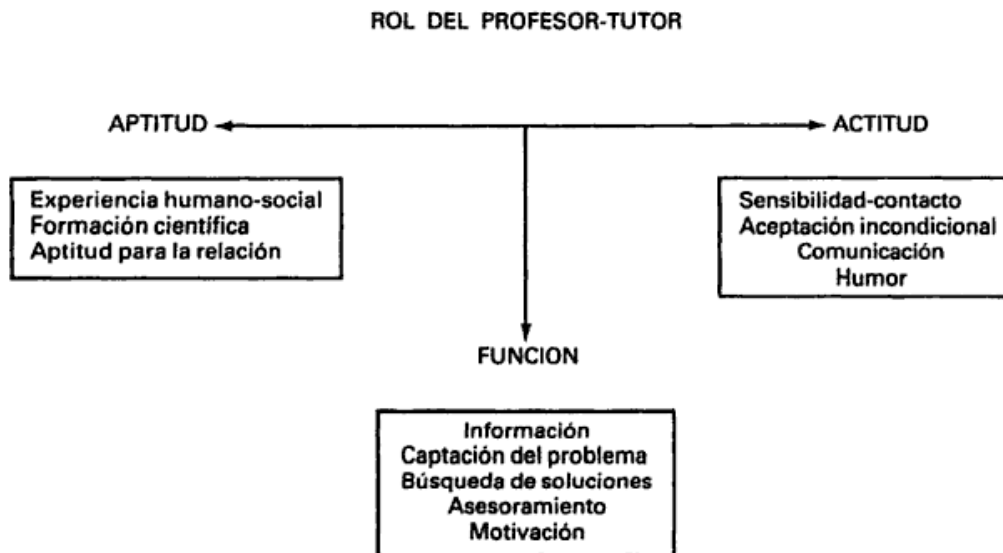 ROL DEL PROFESOR-TUTOR
APTITUD
ACTITUD
Experiencia humano-social
Formación científica
Aptitud para la relación
Sensibilidad-contacto
Aceptación incondicional
Comunicación
Humor
FUNCION
Información
Captación del problema
Búsqueda de soluciones
Asesoramiento
Motivación